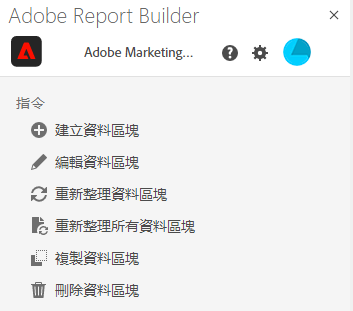 Adobe Report Builder
Adobe Marketing...
指令
建立資料區塊
編輯資料區塊
重新整理資料區塊
重新整理所有資料區塊
複製資料區塊
刪除資料區塊